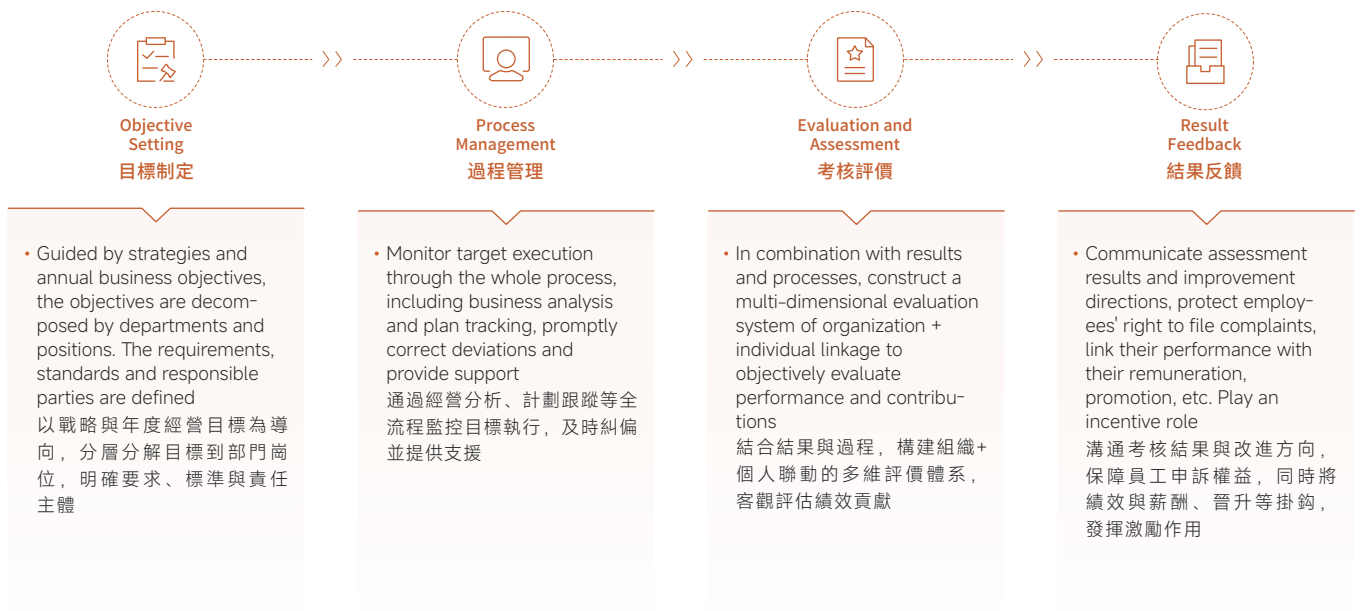 Objective
Setting
目標制定
Process
Management
過程管理
Evaluation and
Assessment
考核評價
Result
Feedback
結果反饋
• Guided by strategies and
annual business objectives,
the objectives are decom-
posed by departments and
positions. The requirements,
standards and responsible
parties are defined
以戰略與年度經營目標為導
向，分層分解目標到部門崗
位，明確要求、標準與責任
主體
• Monitor target execution
through the whole process,
including business analysis
and plan tracking, promptly
correct deviations and
provide support
通過經營分析、計劃跟蹤等全
流程監控目標執行，及時糾偏
並提供支援
• In combination with results
and processes, construct a
multi-dimensional evaluation
system of organization +
individual linkage to
objectively evaluate
performance and contribu-
tions
結合結果與過程，構建組織+
個人聯動的多維評價體系，
客觀評估績效貢獻
• Communicate assessment
results and improvement
directions, protect employ-
ees' right to file complaints,
link their performance with
their remuneration,
promotion, etc. Play an
incentive role
溝通考核結果與改進方向，
保障員工申訴權益，同時將
績效與薪酬、晉升等掛鈎，
發揮激勵作用